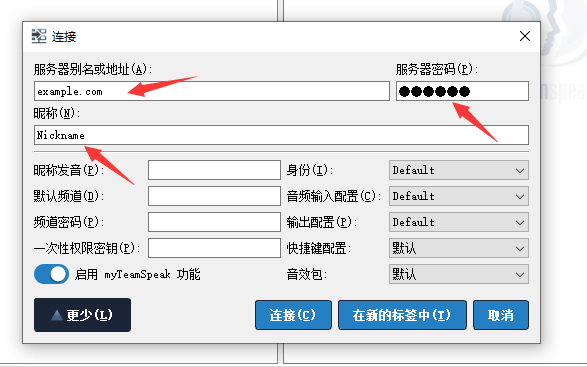 连接
服务器别名或地址(A): 服务器密码(P):
example.com ●●●●●●
昵称(N):
Nickname
昵称发音(P): 身份(I): Default
默认频道(D): 音频输入配置(C): Default
频道密码(P): 输出配置(P): Default
一次性权限密钥(P): 快捷键配置: 默认
启用 myTeamSpeak 功能 音效包: 默认
更少(L) 连接(C) 在新的标签中(T) 取消